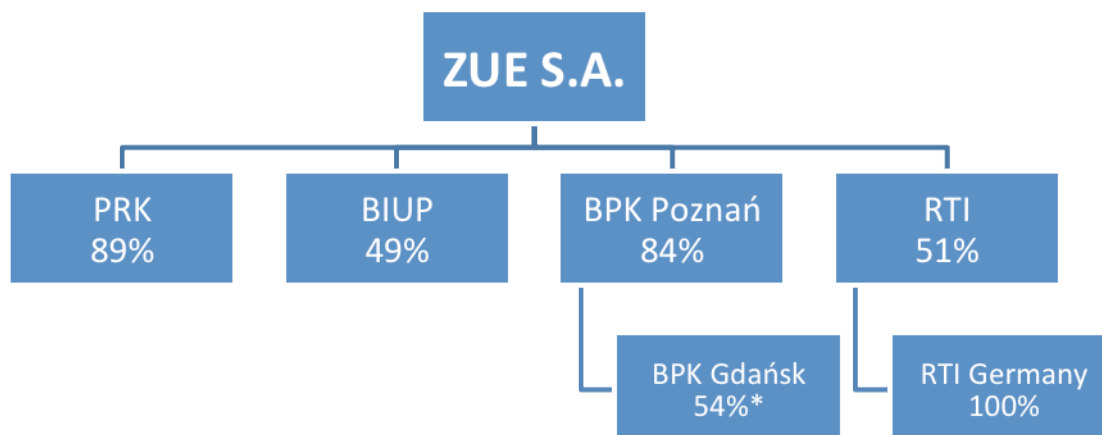 ZUE S.A.
PRK
89%
BIUP
49%
BPK Poznań
84%
RTI
51%
BPK Gdańsk
54%*
RTI Germany
100%